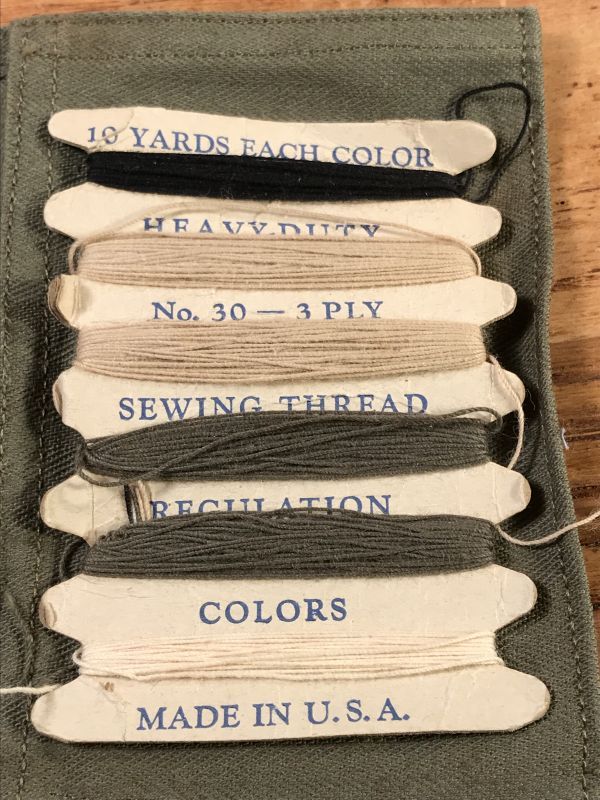 10 YARDS EACH COLOR
HEAVY-DUTY
No. 30 — 3 PLY
SEWING THREAD
REGULATION
COLORS
MADE IN U.S.A.